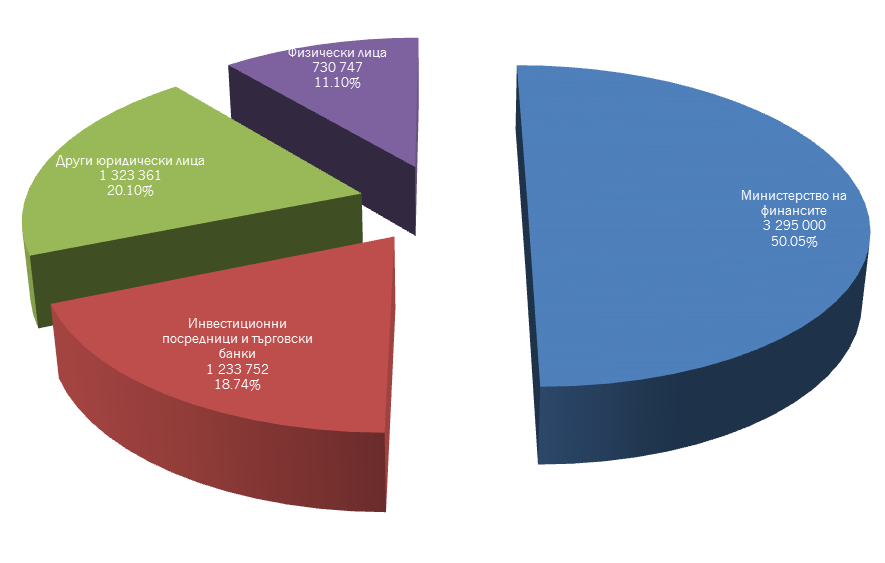 Физически лица
730 747
11.10%
Други юридически лица
1 323 361
20.10%
Министерство на
финансите
3 295 000
50.05%
Инвестиционни
посредници и търговски
банки
1 233 752
18.74%